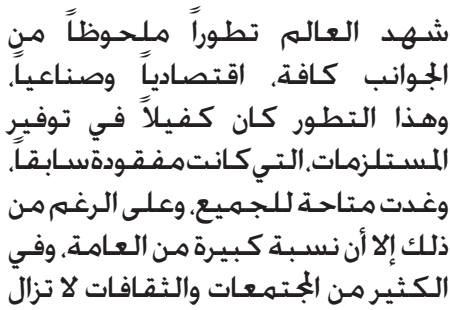 شهد العالم تطوراً ملحوظاً من
الجوانب كافة، اقتصادياً وصناعياً،
وهذا التطور كان كفيلاً في توفير
المستلزمات، التي كانت مفقودة سابقاً،
وغدت متاحة للجميع، وعلى الرغم من
ذلك إلا أن نسبة كبيرة من العامة، وفي
الكثير من المجتمعات والثقافات لا تزال